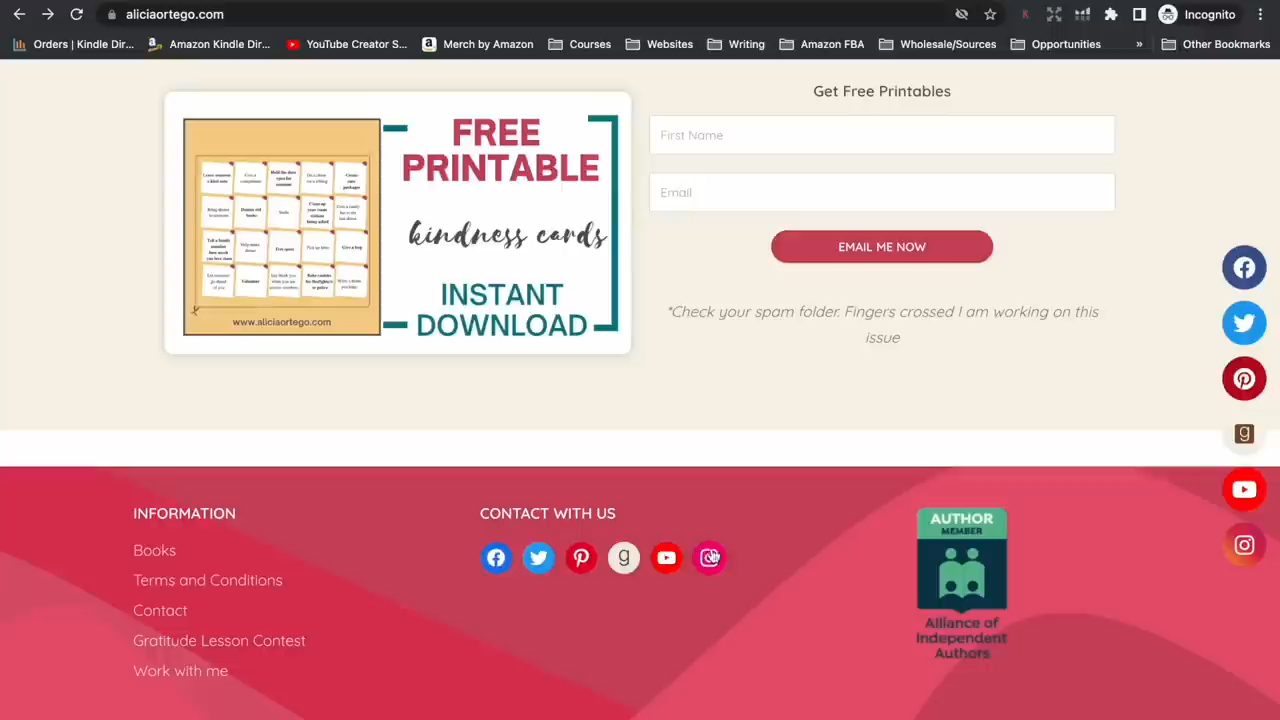 aliciaortego.com
Incognito
Orders | Kindle Dir...
Amazon Kindle Dir...
YouTube Creator S...
Merch by Amazon
Courses
Websites
Writing
Amazon FBA
Wholesale/Sources
Opportunities
»
Other Bookmarks
FREE
PRINTABLE
kindness cards
INSTANT
DOWNLOAD
www.aliciaortego.com
Get Free Printables
First Name
Email
EMAIL ME NOW
*Check your spam folder. Fingers crossed I am working on this
issue
INFORMATION
Books
Terms and Conditions
Contact
Gratitude Lesson Contest
Work with me
CONTACT WITH US
AUTHOR
MEMBER
Alliance of
Independent
Authors